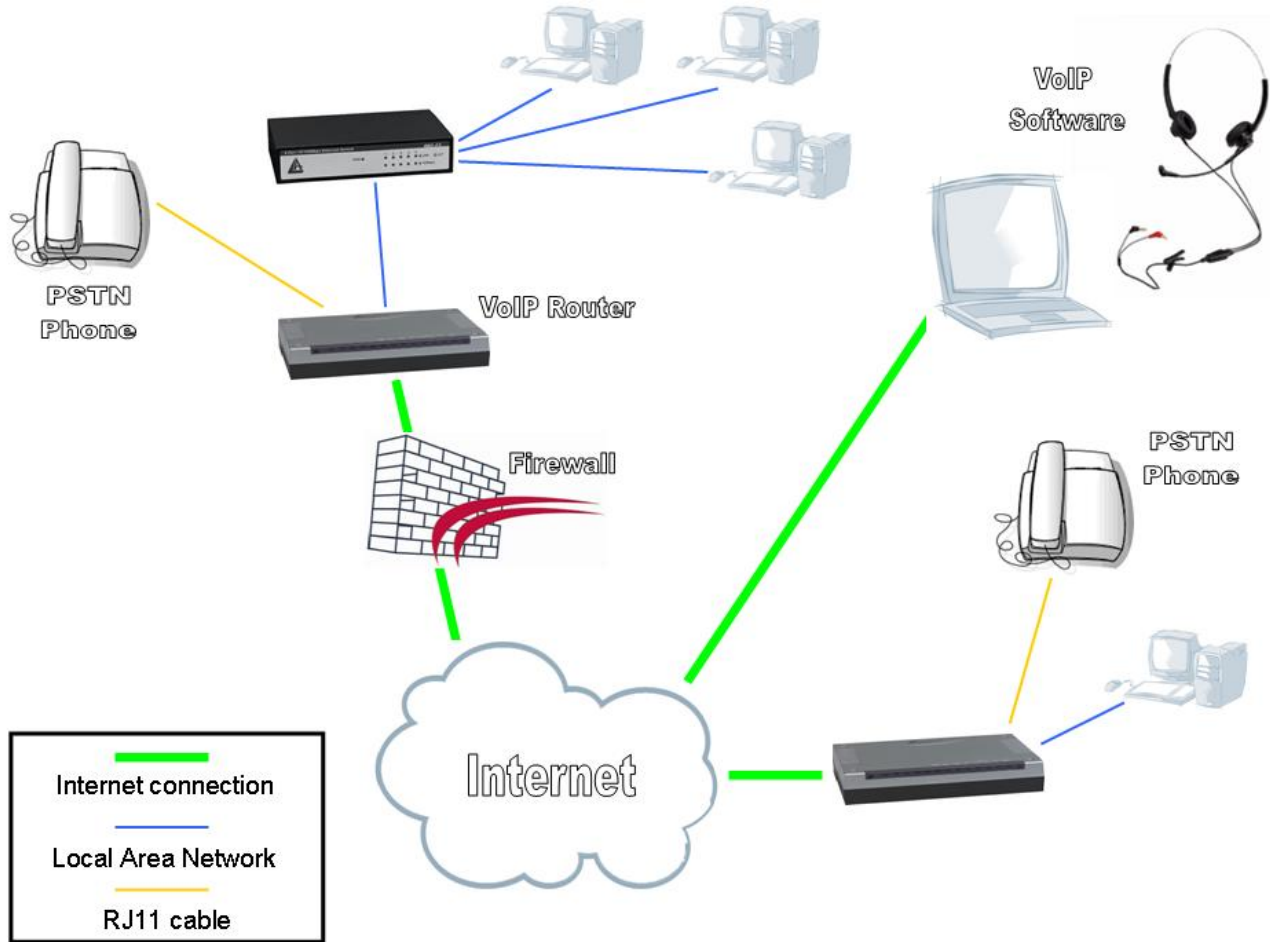 VoIP
Software
PSTN
Phone
VoIP Router
Firewall
PSTN
Phone
Internet
Internet connection
Local Area Network
RJ11 cable